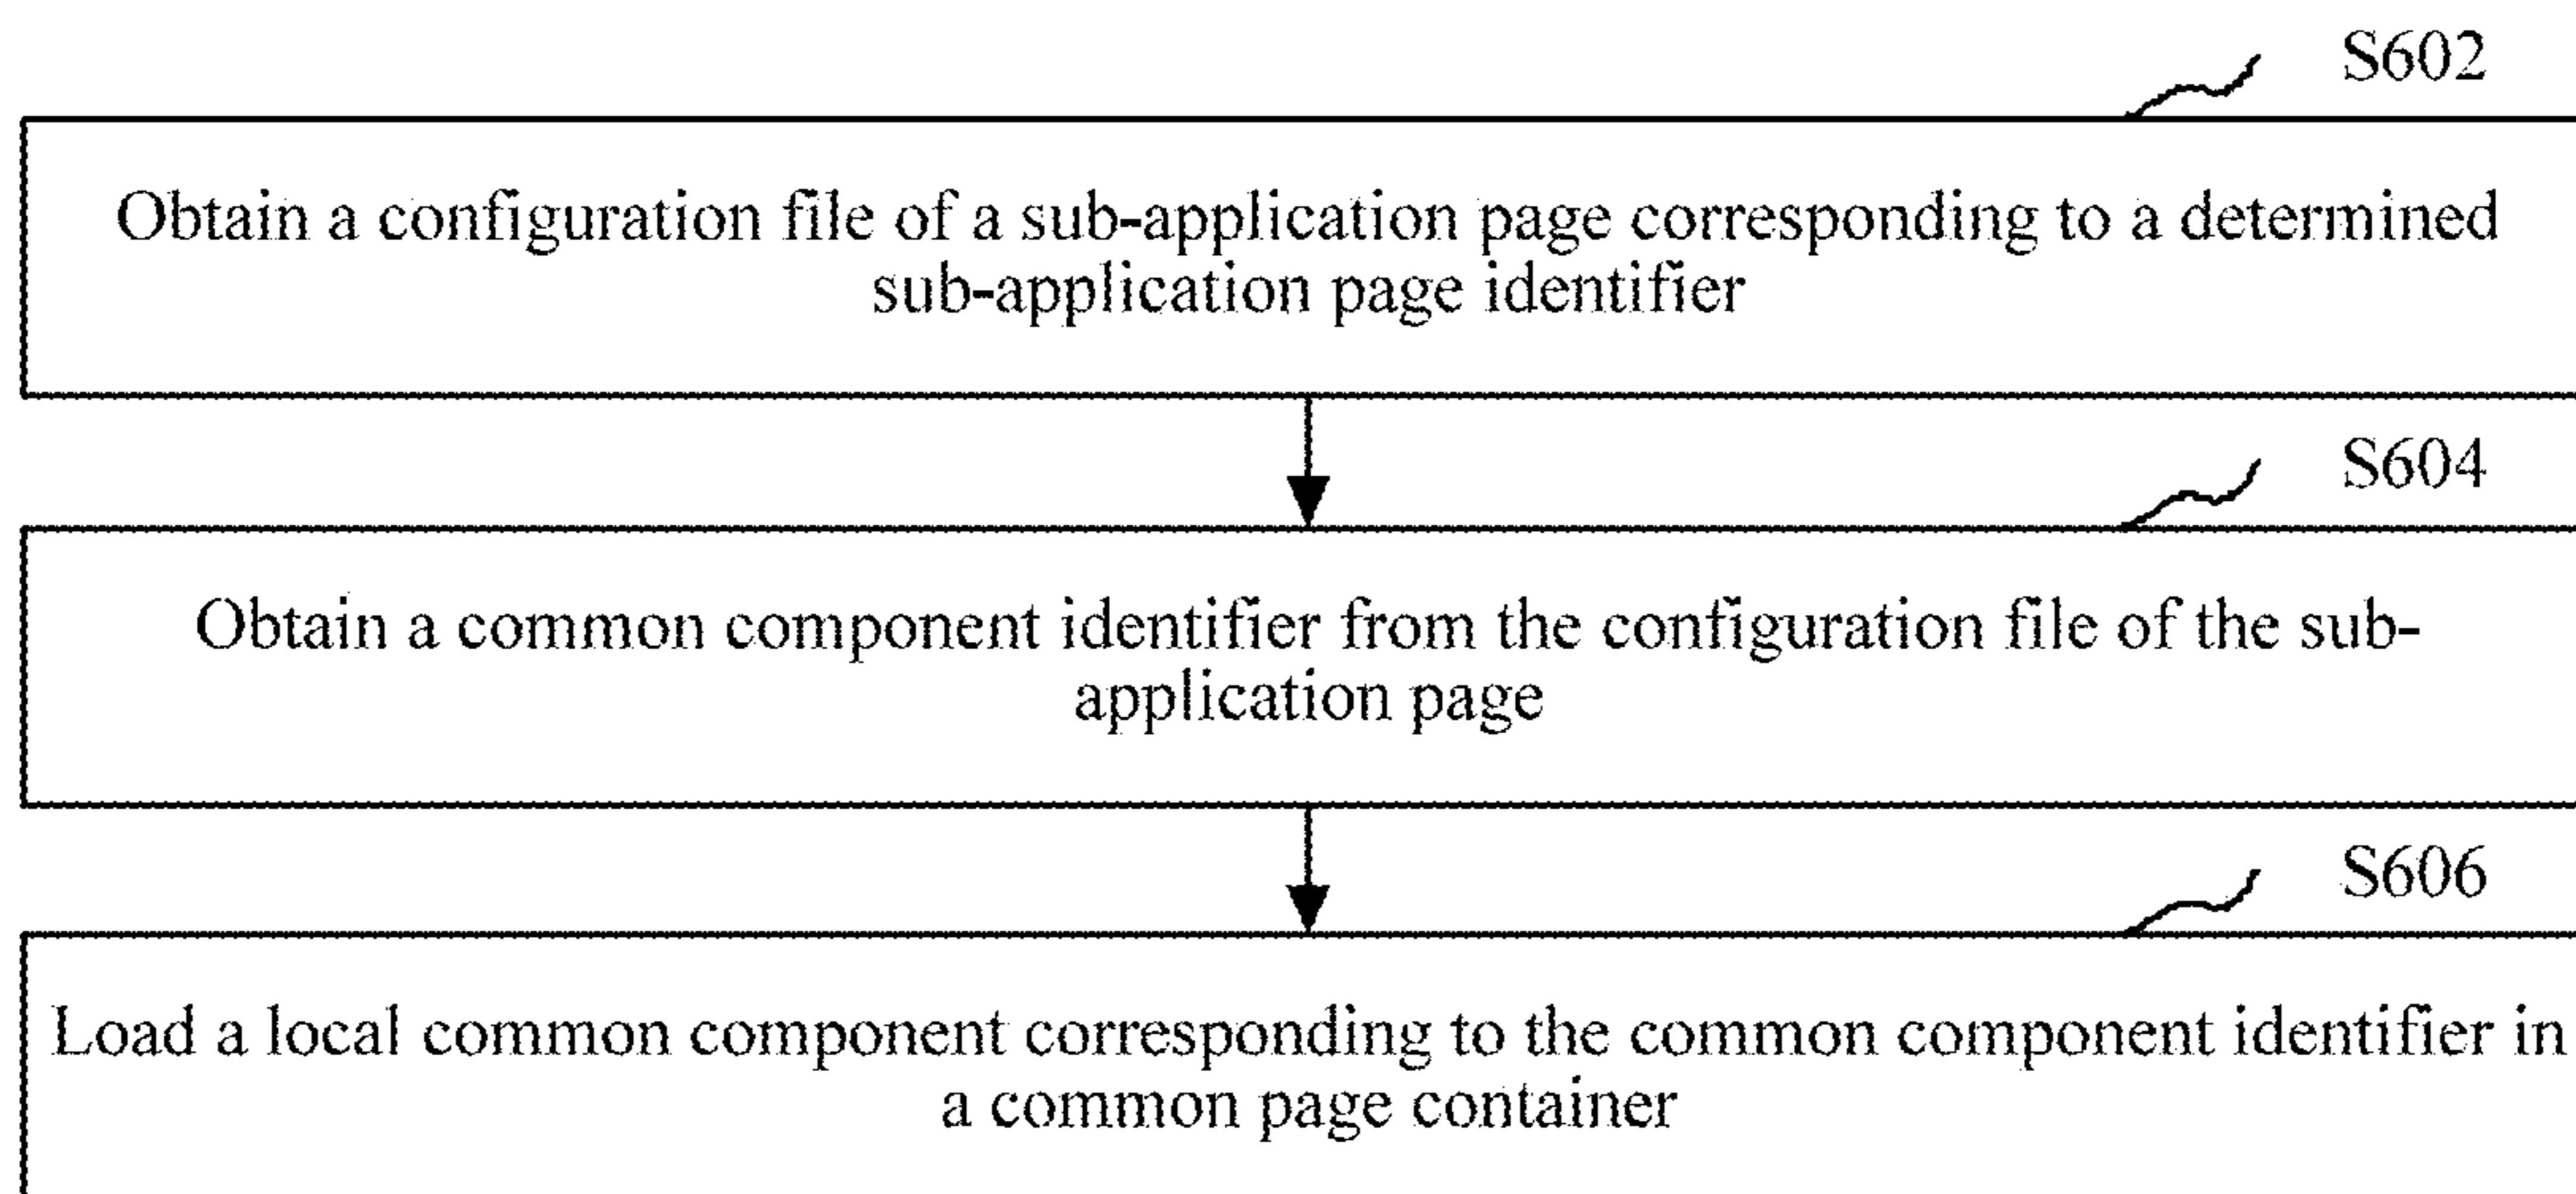 S602
Obtain a configuration file of a sub-application page corresponding to a determined
sub-application page identifier
S604
Obtain a common component identifier from the configuration file of the sub-
application page
S606
Load a local common component corresponding to the common component identifier in
a common page container